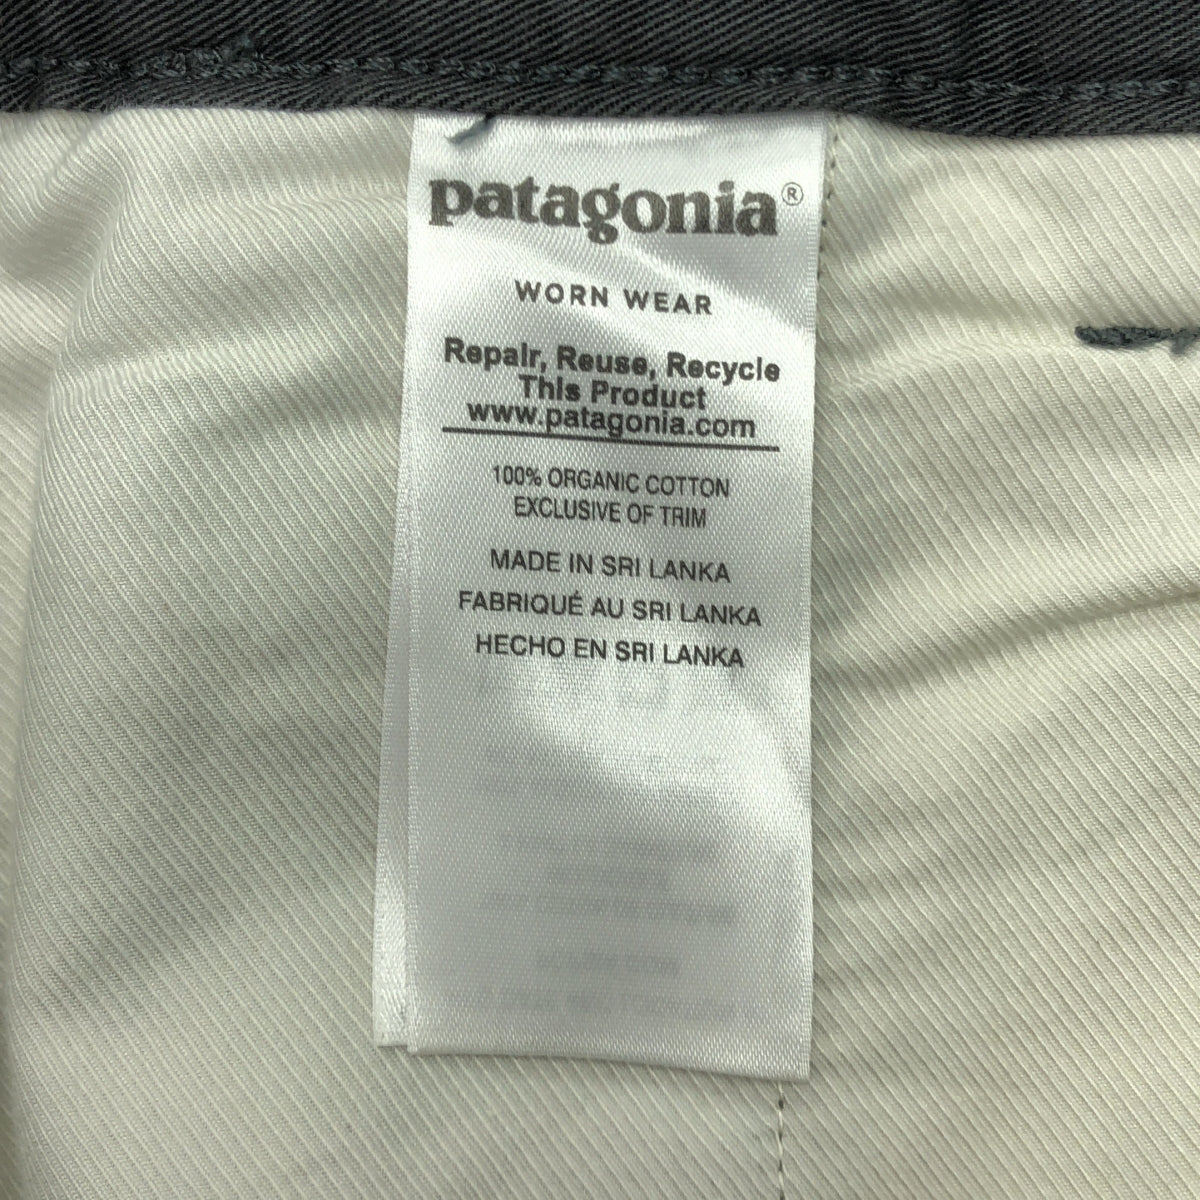 patagonia®
WORN WEAR
Repair, Reuse, Recycle
This Product
www.patagonia.com
100% ORGANIC COTTON
EXCLUSIVE OF TRIM
MADE IN SRI LANKA
FABRIQUÉ AU SRI LANKA
HECHO EN SRI LANKA